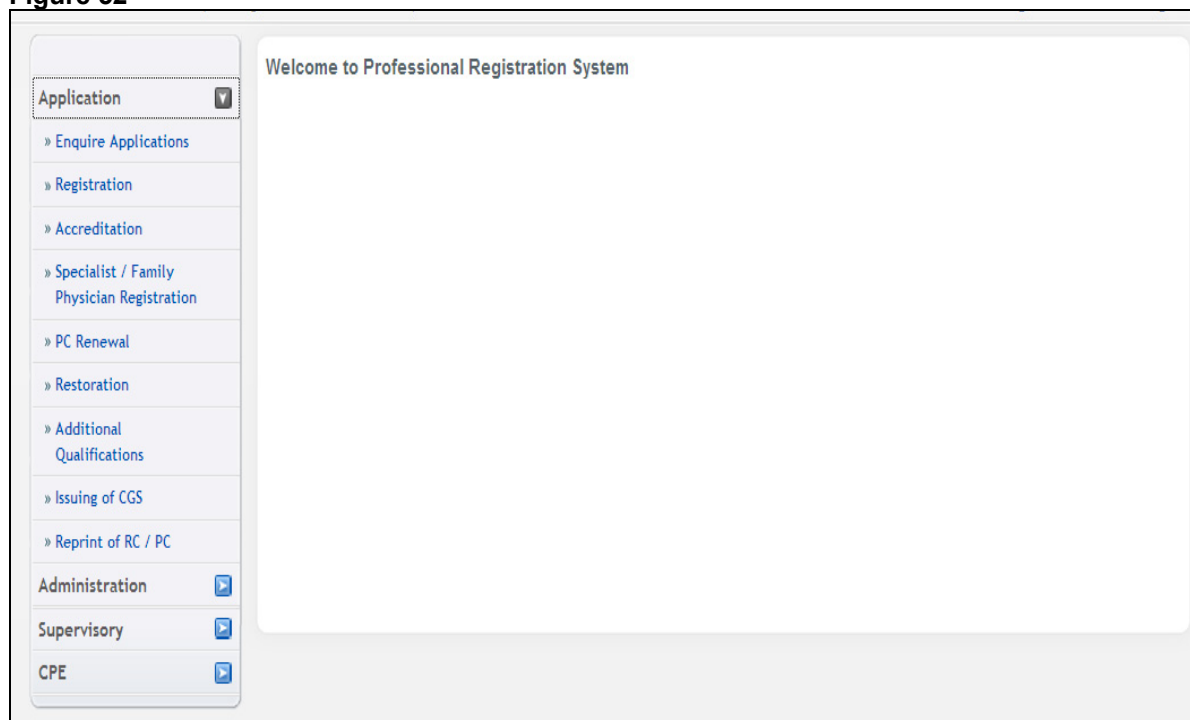 Welcome to Professional Registration System
Application
» Enquire Applications
» Registration
» Accreditation
» Specialist / Family
Physician Registration
» PC Renewal
» Restoration
» Additional
Qualifications
» Issuing of CGS
» Reprint of RC / PC
Administration
Supervisory
CPE